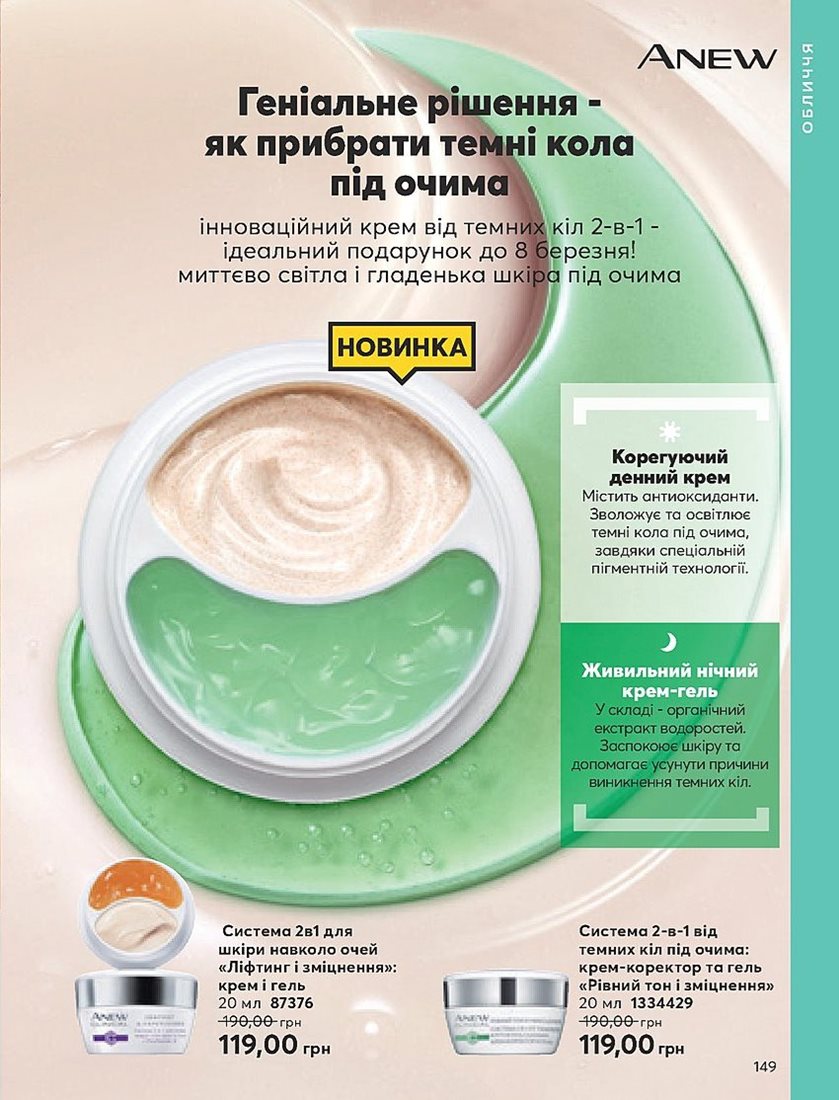 ANEW
ОБЛИЧЧЯ
Геніальне рішення -
як прибрати темні кола
під очима
інноваційний крем від темних кіл 2-в-1 -
ідеальний подарунок до 8 березня!
миттєво світла і гладенька шкіра під очима
НОВИНКА
Корегуючий
денний крем
Містить антиоксиданти.
Зволожує та освітлює
темні кола під очима,
завдяки спеціальній
пігментній технології.
Живильний нічний
крем-гель
У складі - органічний
екстракт водоростей.
Заспокоює шкіру та
допомагає усунути причини
виникнення темних кіл.
Система 2в1 для
шкіри навколо очей
«Ліфтинг і зміцнення»:
крем і гель
20 мл 87376
190,00 грн
119,00 грн
ANEW
CLINICAL
Система 2-в-1 від
темних кіл під очима:
крем-коректор та гель
«Рівний тон і зміцнення»
20 мл 1334429
190,00 грн
119,00 грн
ANEW
CLINICAL
149